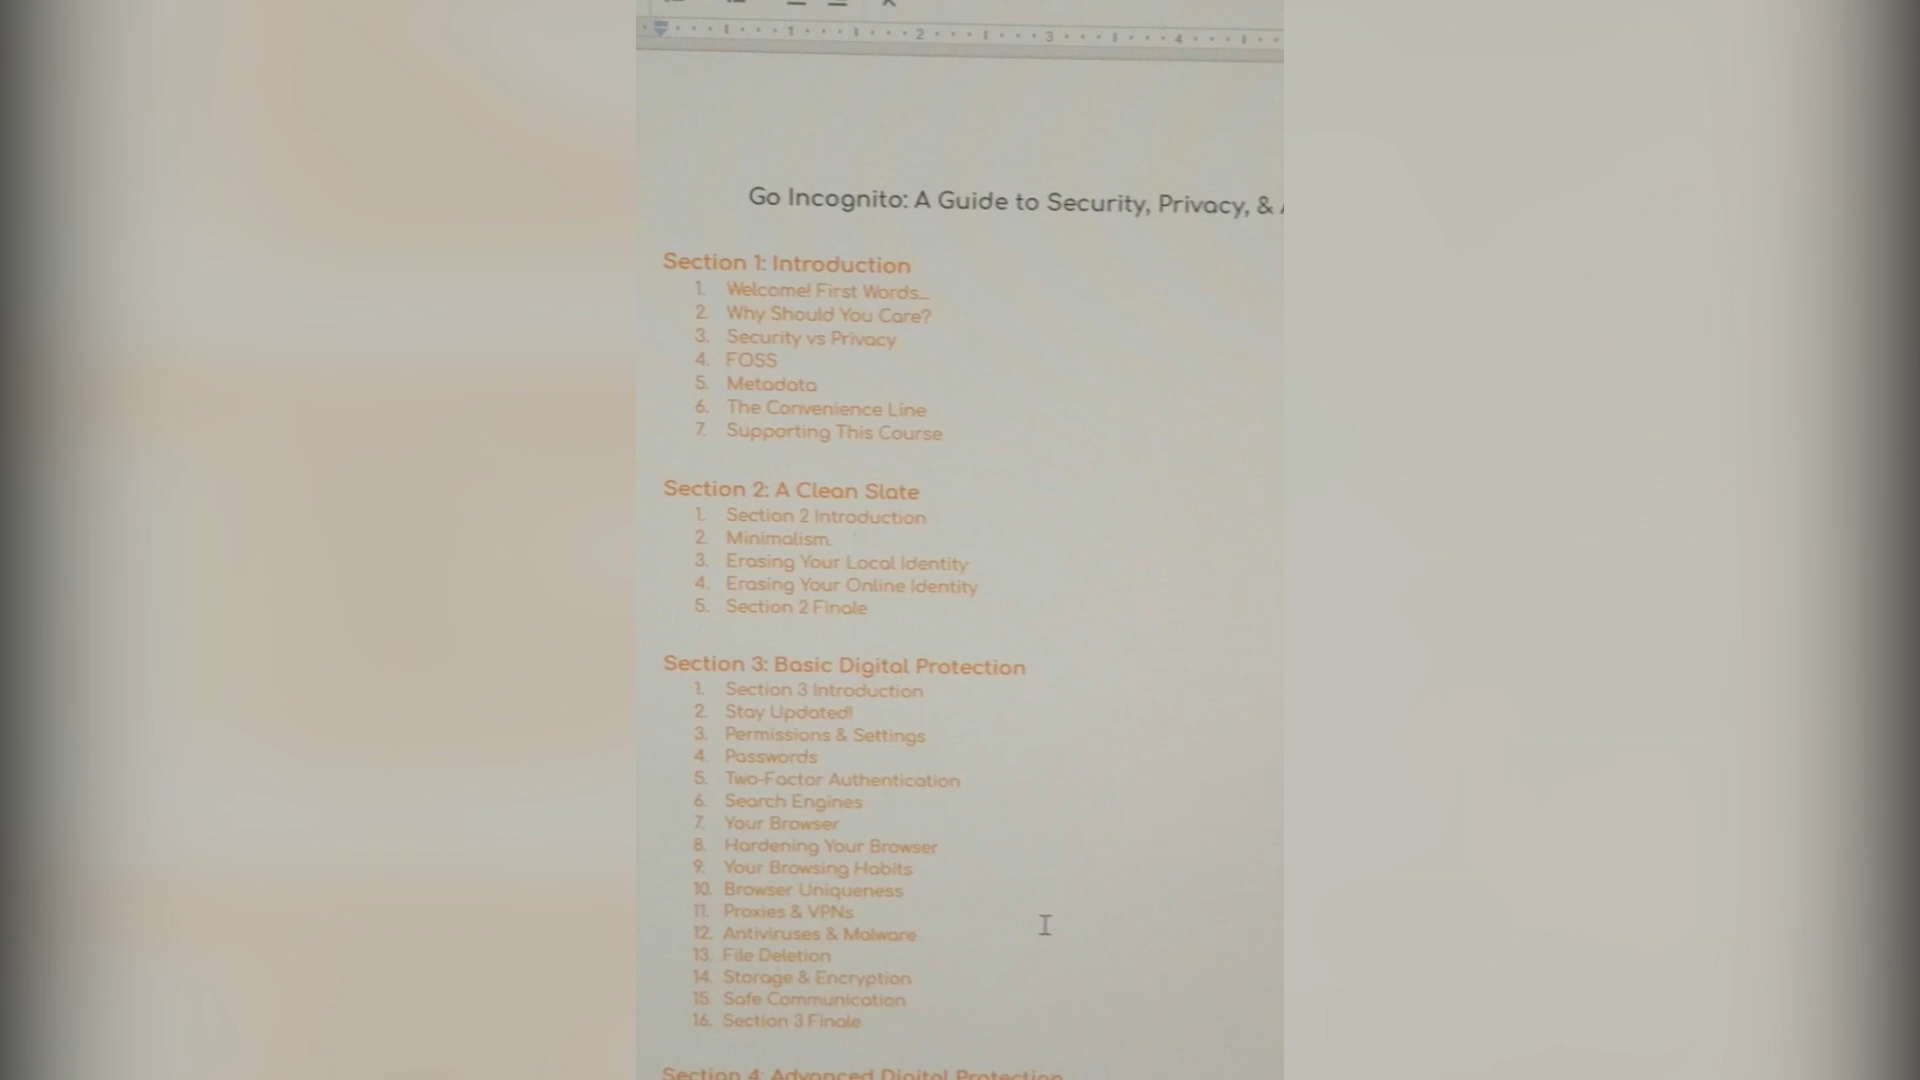 1 2 3 4
Go Incognito: A Guide to Security, Privacy, &
Section 1: Introduction
1. Welcome! First Words...
2. Why Should You Care?
3. Security vs Privacy
4. FOSS
5. Metadata
6. The Convenience Line
7. Supporting This Course
Section 2: A Clean Slate
1. Section 2 Introduction
2. Minimalism
3. Erasing Your Local Identity
4. Erasing Your Online Identity
5. Section 2 Finale
Section 3: Basic Digital Protection
1. Section 3 Introduction
2. Stay Updated!
3. Permissions & Settings
4. Passwords
5. Two-Factor Authentication
6. Search Engines
7. Your Browser
8. Hardening Your Browser
9. Your Browsing Habits
10. Browser Uniqueness
11. Proxies & VPNs
12. Antiviruses & Malware
13. File Deletion
14. Storage & Encryption
15. Safe Communication
16. Section 3 Finale
Section 4: Advanced Digital Protection